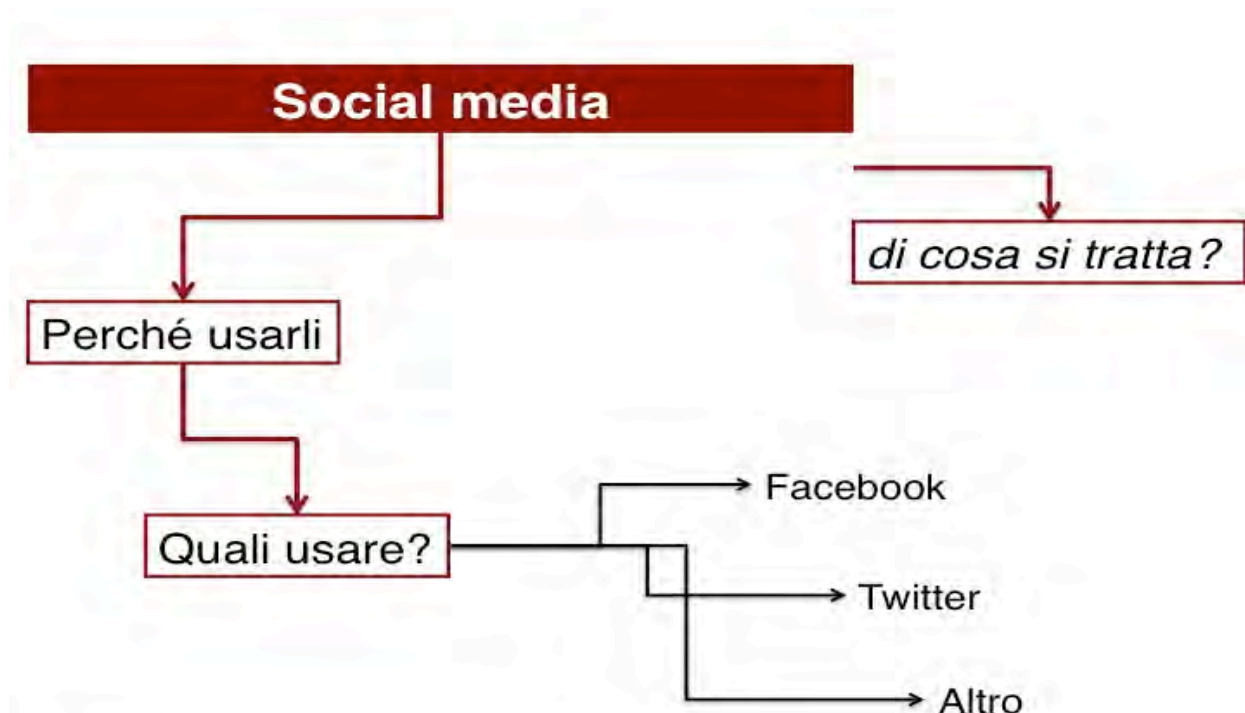 Social media
di cosa si tratta?
Perché usarli
Quali usare?
Facebook
Twitter
Altro